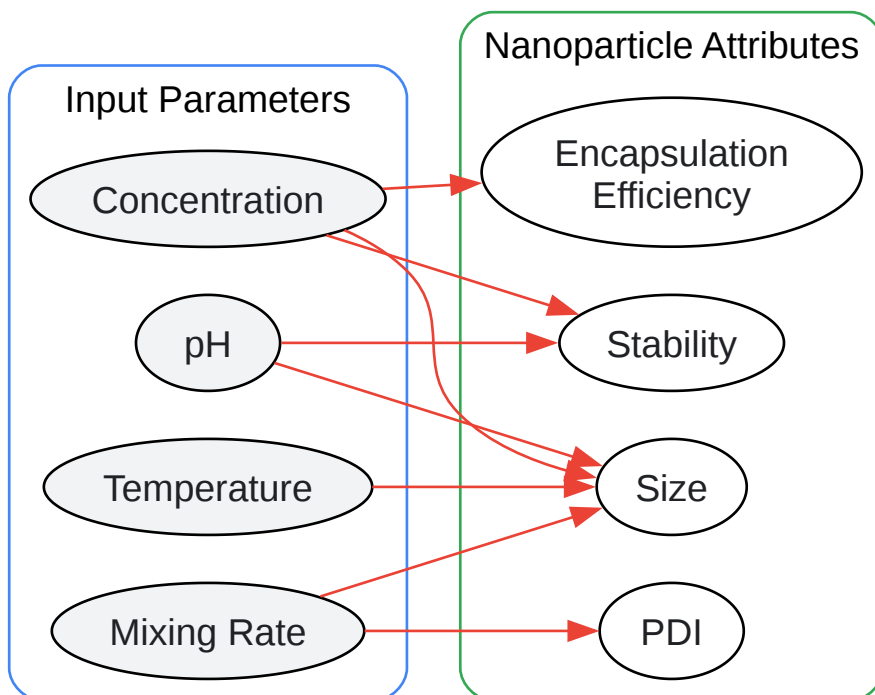 Input Parameters
Concentration
pH
Temperature
Mixing Rate
Nanoparticle Attributes
Encapsulation
Efficiency
Stability
Size
PDI